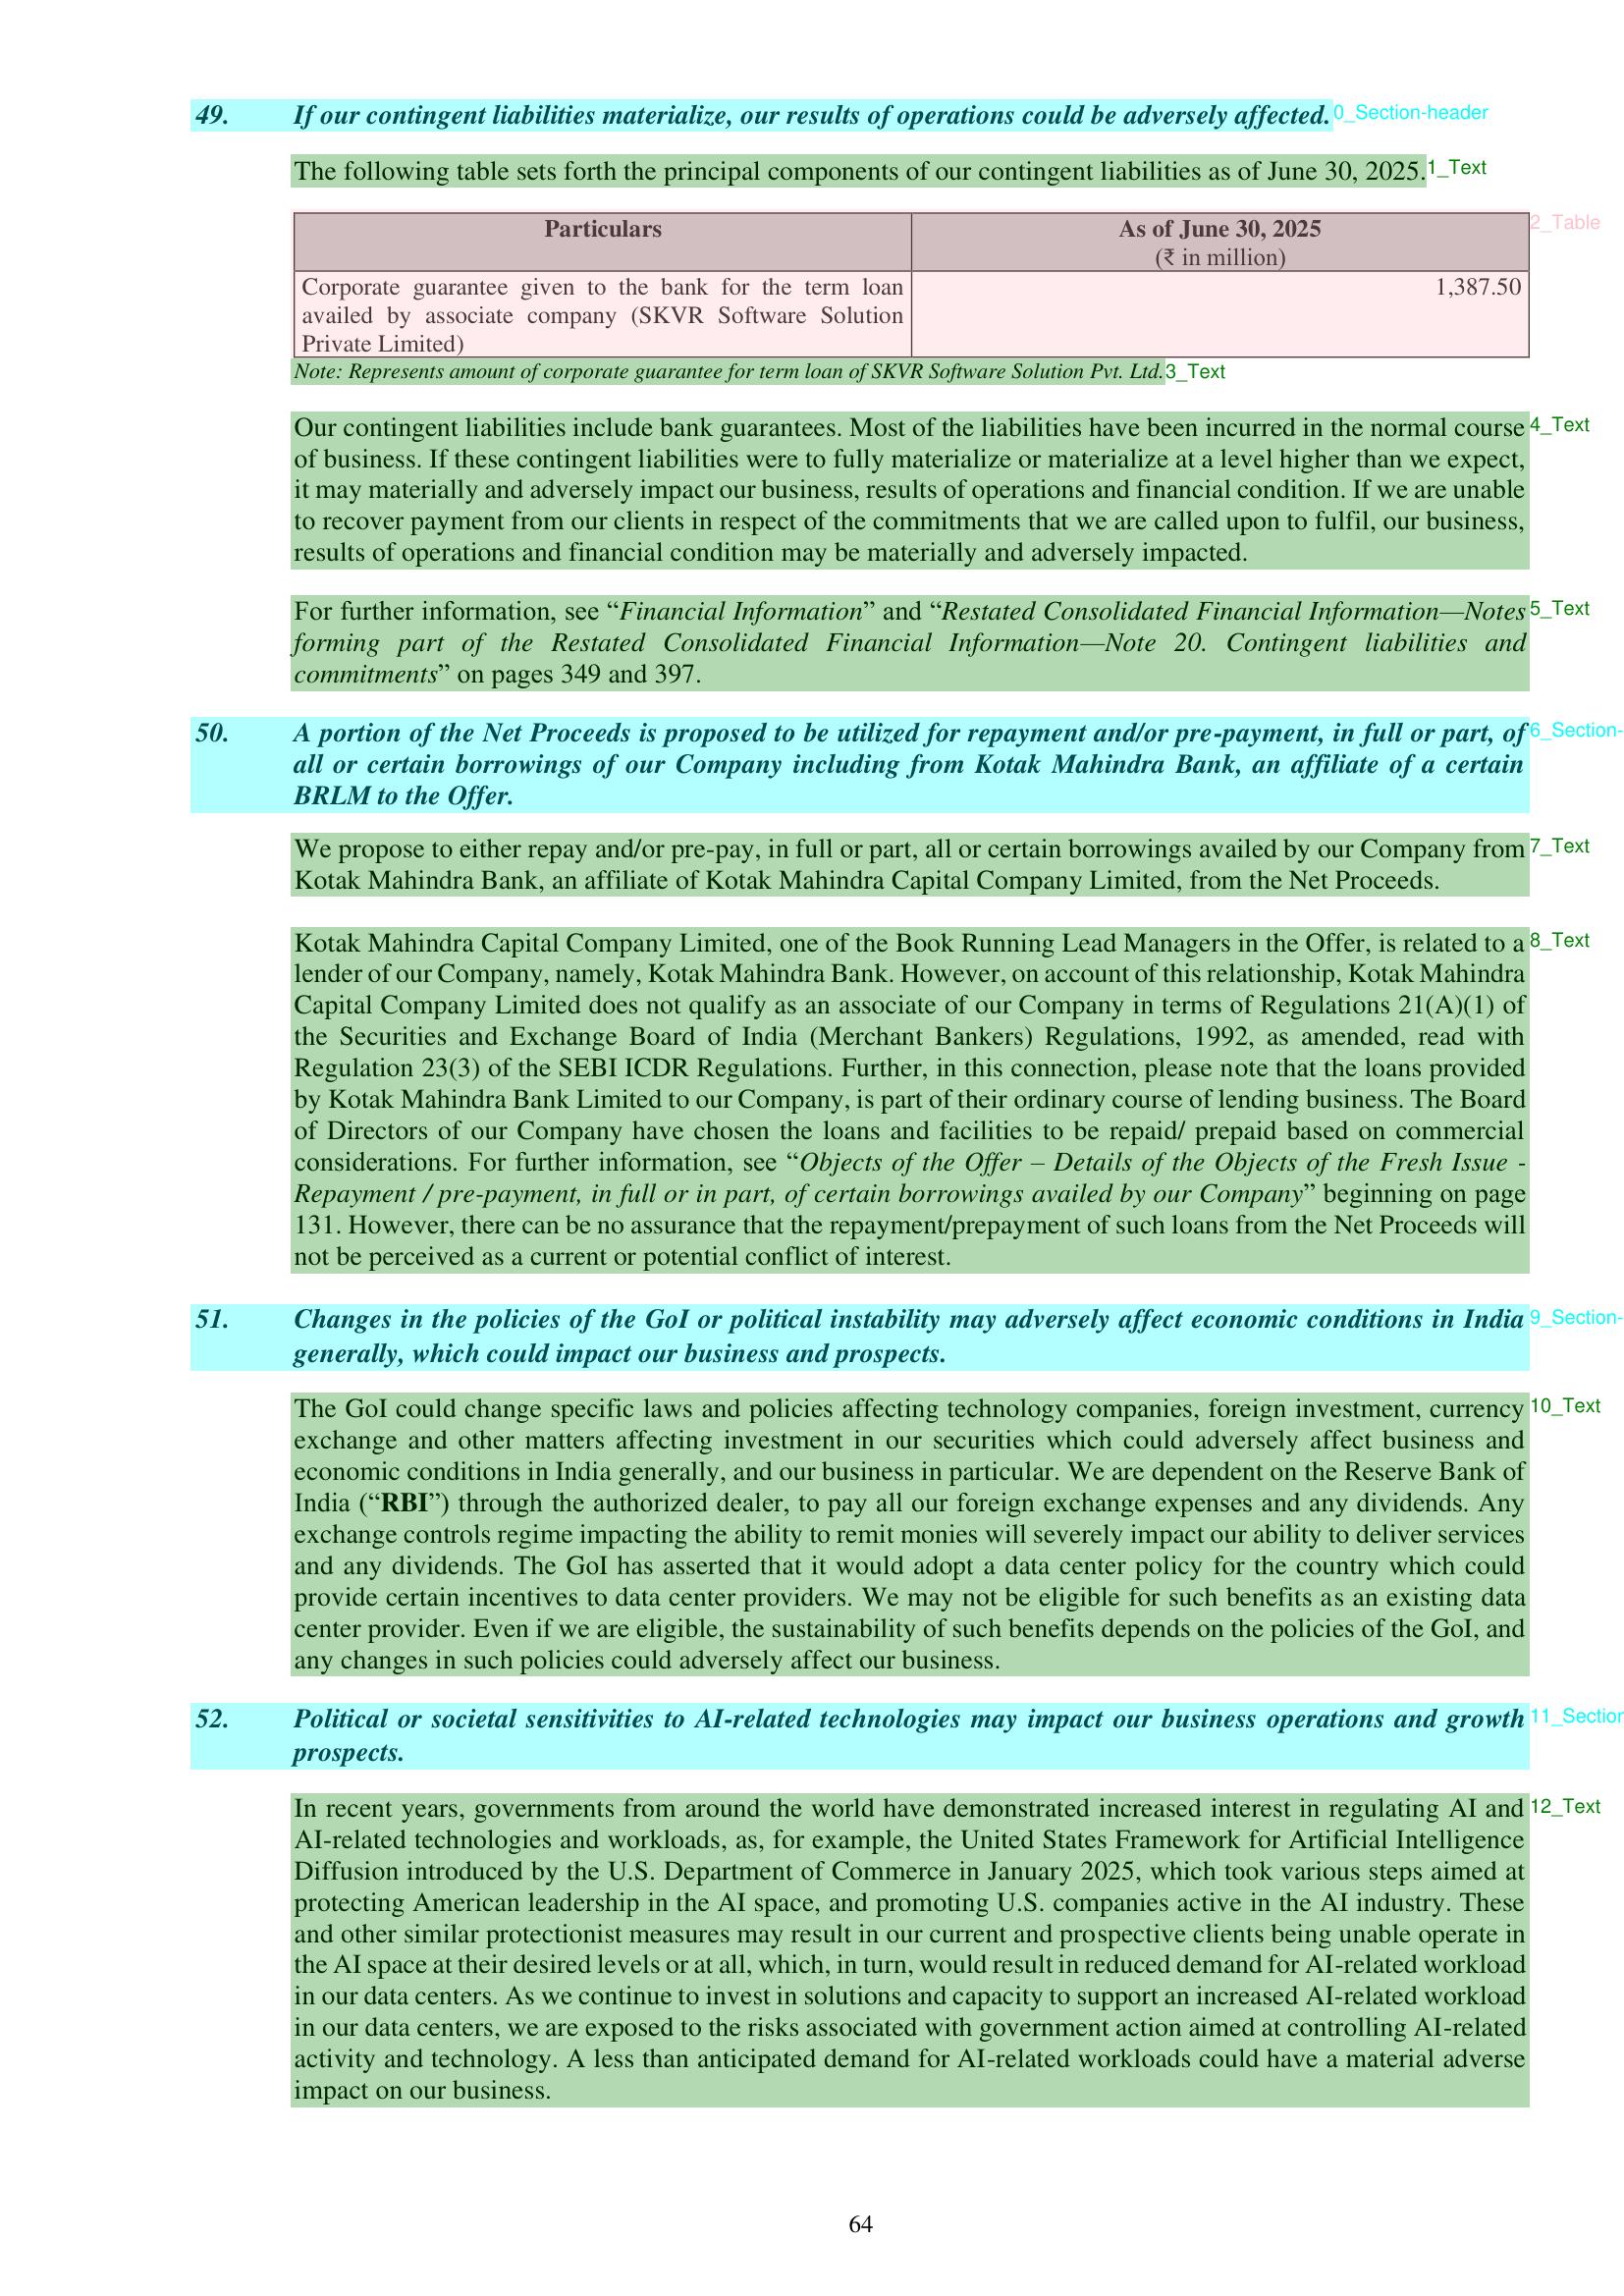 49. If our contingent liabilities materialize, our results of operations could be adversely affected. 0_Section-header
The following table sets forth the principal components of our contingent liabilities as of June 30, 2025. 1_Text
2_Table
Particulars As of June 30, 2025
(₹ in million)
Corporate guarantee given to the bank for the term loan 1,387.50
availed by associate company (SKVR Software Solution
Private Limited)
Note: Represents amount of corporate guarantee for term loan of SKVR Software Solution Pvt. Ltd. 3_Text
Our contingent liabilities include bank guarantees. Most of the liabilities have been incurred in the normal course 4_Text
of business. If these contingent liabilities were to fully materialize or materialize at a level higher than we expect,
it may materially and adversely impact our business, results of operations and financial condition. If we are unable
to recover payment from our clients in respect of the commitments that we are called upon to fulfil, our business,
results of operations and financial condition may be materially and adversely impacted.
For further information, see “Financial Information” and “Restated Consolidated Financial Information—Notes 5_Text
forming part of the Restated Consolidated Financial Information—Note 20. Contingent liabilities and
commitments” on pages 349 and 397.
50. A portion of the Net Proceeds is proposed to be utilized for repayment and/or pre-payment, in full or part, of 6_Section-
all or certain borrowings of our Company including from Kotak Mahindra Bank, an affiliate of a certain
BRLM to the Offer.
We propose to either repay and/or pre-pay, in full or part, all or certain borrowings availed by our Company from 7_Text
Kotak Mahindra Bank, an affiliate of Kotak Mahindra Capital Company Limited, from the Net Proceeds.
Kotak Mahindra Capital Company Limited, one of the Book Running Lead Managers in the Offer, is related to a 8_Text
lender of our Company, namely, Kotak Mahindra Bank. However, on account of this relationship, Kotak Mahindra
Capital Company Limited does not qualify as an associate of our Company in terms of Regulations 21(A)(1) of
the Securities and Exchange Board of India (Merchant Bankers) Regulations, 1992, as amended, read with
Regulation 23(3) of the SEBI ICDR Regulations. Further, in this connection, please note that the loans provided
by Kotak Mahindra Bank Limited to our Company, is part of their ordinary course of lending business. The Board
of Directors of our Company have chosen the loans and facilities to be repaid/ prepaid based on commercial
considerations. For further information, see “Objects of the Offer – Details of the Objects of the Fresh Issue -
Repayment / pre-payment, in full or in part, of certain borrowings availed by our Company” beginning on page
131. However, there can be no assurance that the repayment/prepayment of such loans from the Net Proceeds will
not be perceived as a current or potential conflict of interest.
51. Changes in the policies of the GoI or political instability may adversely affect economic conditions in India 9_Section-
generally, which could impact our business and prospects.
The GoI could change specific laws and policies affecting technology companies, foreign investment, currency 10_Text
exchange and other matters affecting investment in our securities which could adversely affect business and
economic conditions in India generally, and our business in particular. We are dependent on the Reserve Bank of
India (“RBI”) through the authorized dealer, to pay all our foreign exchange expenses and any dividends. Any
exchange controls regime impacting the ability to remit monies will severely impact our ability to deliver services
and any dividends. The GoI has asserted that it would adopt a data center policy for the country which could
provide certain incentives to data center providers. We may not be eligible for such benefits as an existing data
center provider. Even if we are eligible, the sustainability of such benefits depends on the policies of the GoI, and
any changes in such policies could adversely affect our business.
52. Political or societal sensitivities to AI-related technologies may impact our business operations and growth 11_Section
prospects.
In recent years, governments from around the world have demonstrated increased interest in regulating AI and 12_Text
AI-related technologies and workloads, as, for example, the United States Framework for Artificial Intelligence
Diffusion introduced by the U.S. Department of Commerce in January 2025, which took various steps aimed at
protecting American leadership in the AI space, and promoting U.S. companies active in the AI industry. These
and other similar protectionist measures may result in our current and prospective clients being unable operate in
the AI space at their desired levels or at all, which, in turn, would result in reduced demand for AI-related workload
in our data centers. As we continue to invest in solutions and capacity to support an increased AI-related workload
in our data centers, we are exposed to the risks associated with government action aimed at controlling AI-related
activity and technology. A less than anticipated demand for AI-related workloads could have a material adverse
impact on our business.
64